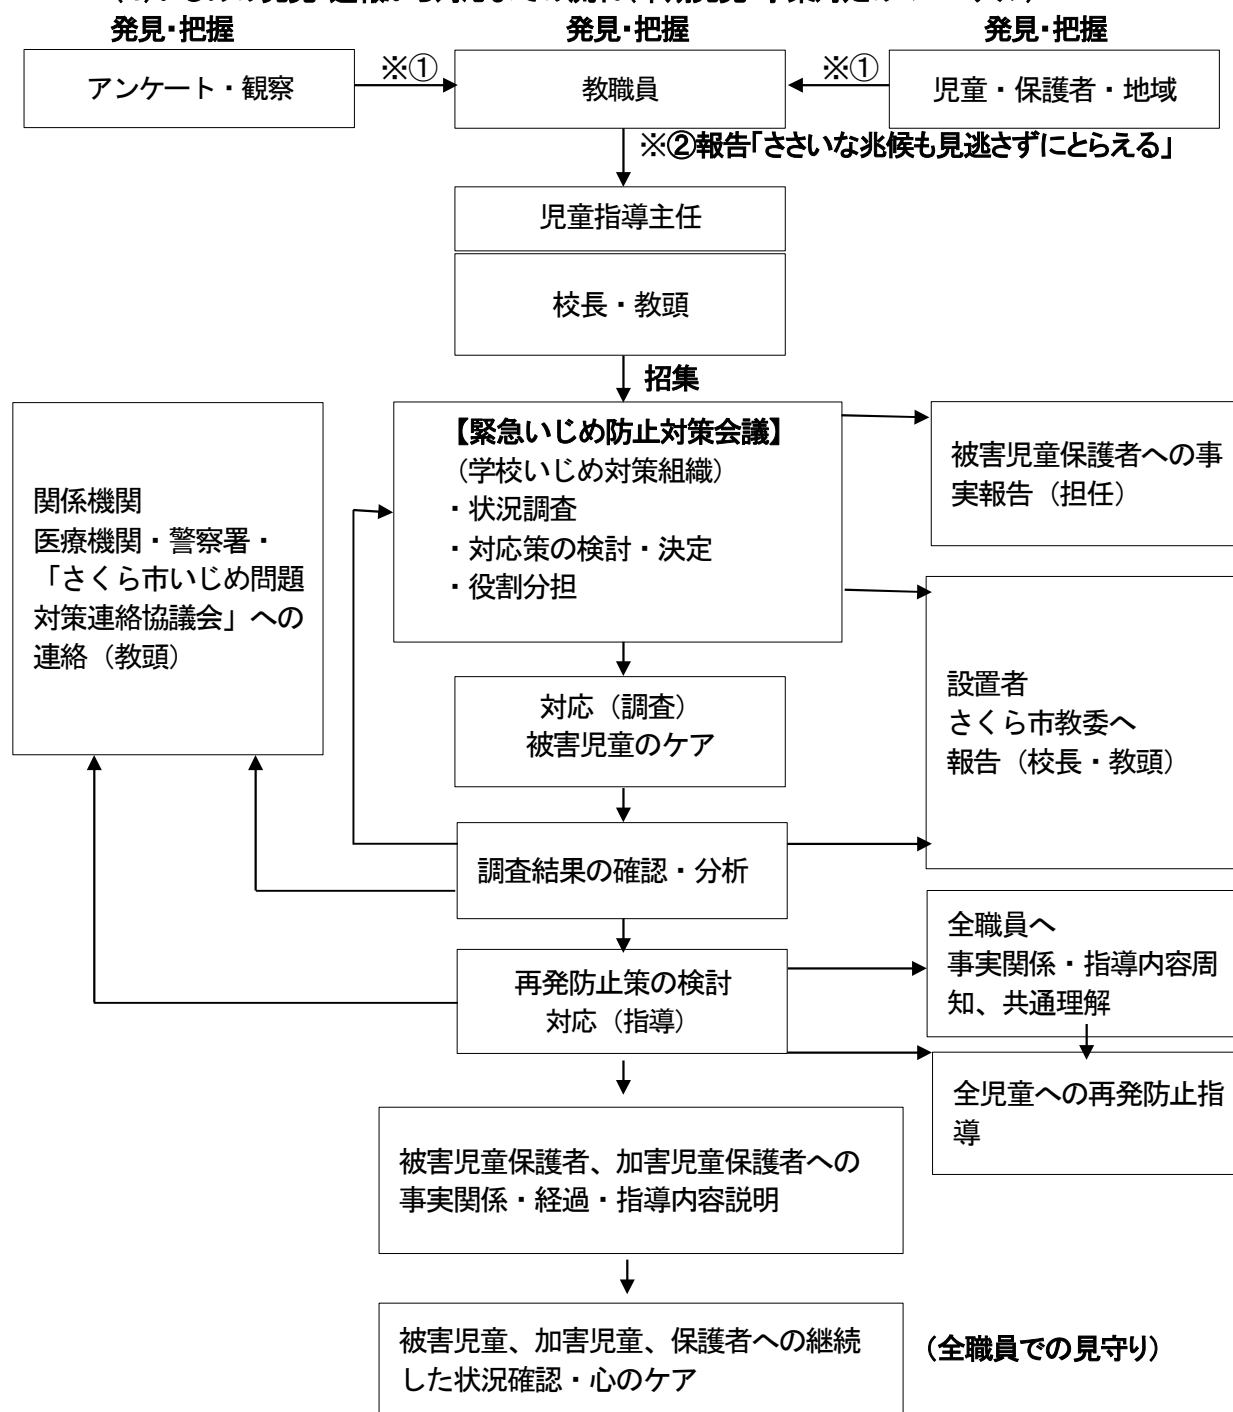 発見・把握
発見・把握
発見・把握
アンケート・観察
※①
教職員
※①
児童・保護者・地域
※②報告「ささいな兆候も見逃さずにとらえる」
児童指導主任
校長・教頭
招集
関係機関
医療機関・警察署・
「さくら市いじめ問題
対策連絡協議会」への
連絡（教頭）
【緊急いじめ防止対策会議】
（学校いじめ対策組織）
・状況調査
・対応策の検討・決定
・役割分担
被害児童保護者への事
実報告（担任）
設置者
さくら市教委へ
報告（校長・教頭）
対応（調査）
被害児童のケア
調査結果の確認・分析
再発防止策の検討
対応（指導）
全職員へ
事実関係・指導内容周
知、共通理解
全児童への再発防止指
導
被害児童保護者、加害児童保護者への
事実関係・経過・指導内容説明
被害児童、加害児童、保護者への継続
した状況確認・心のケア
（全職員での見守り）